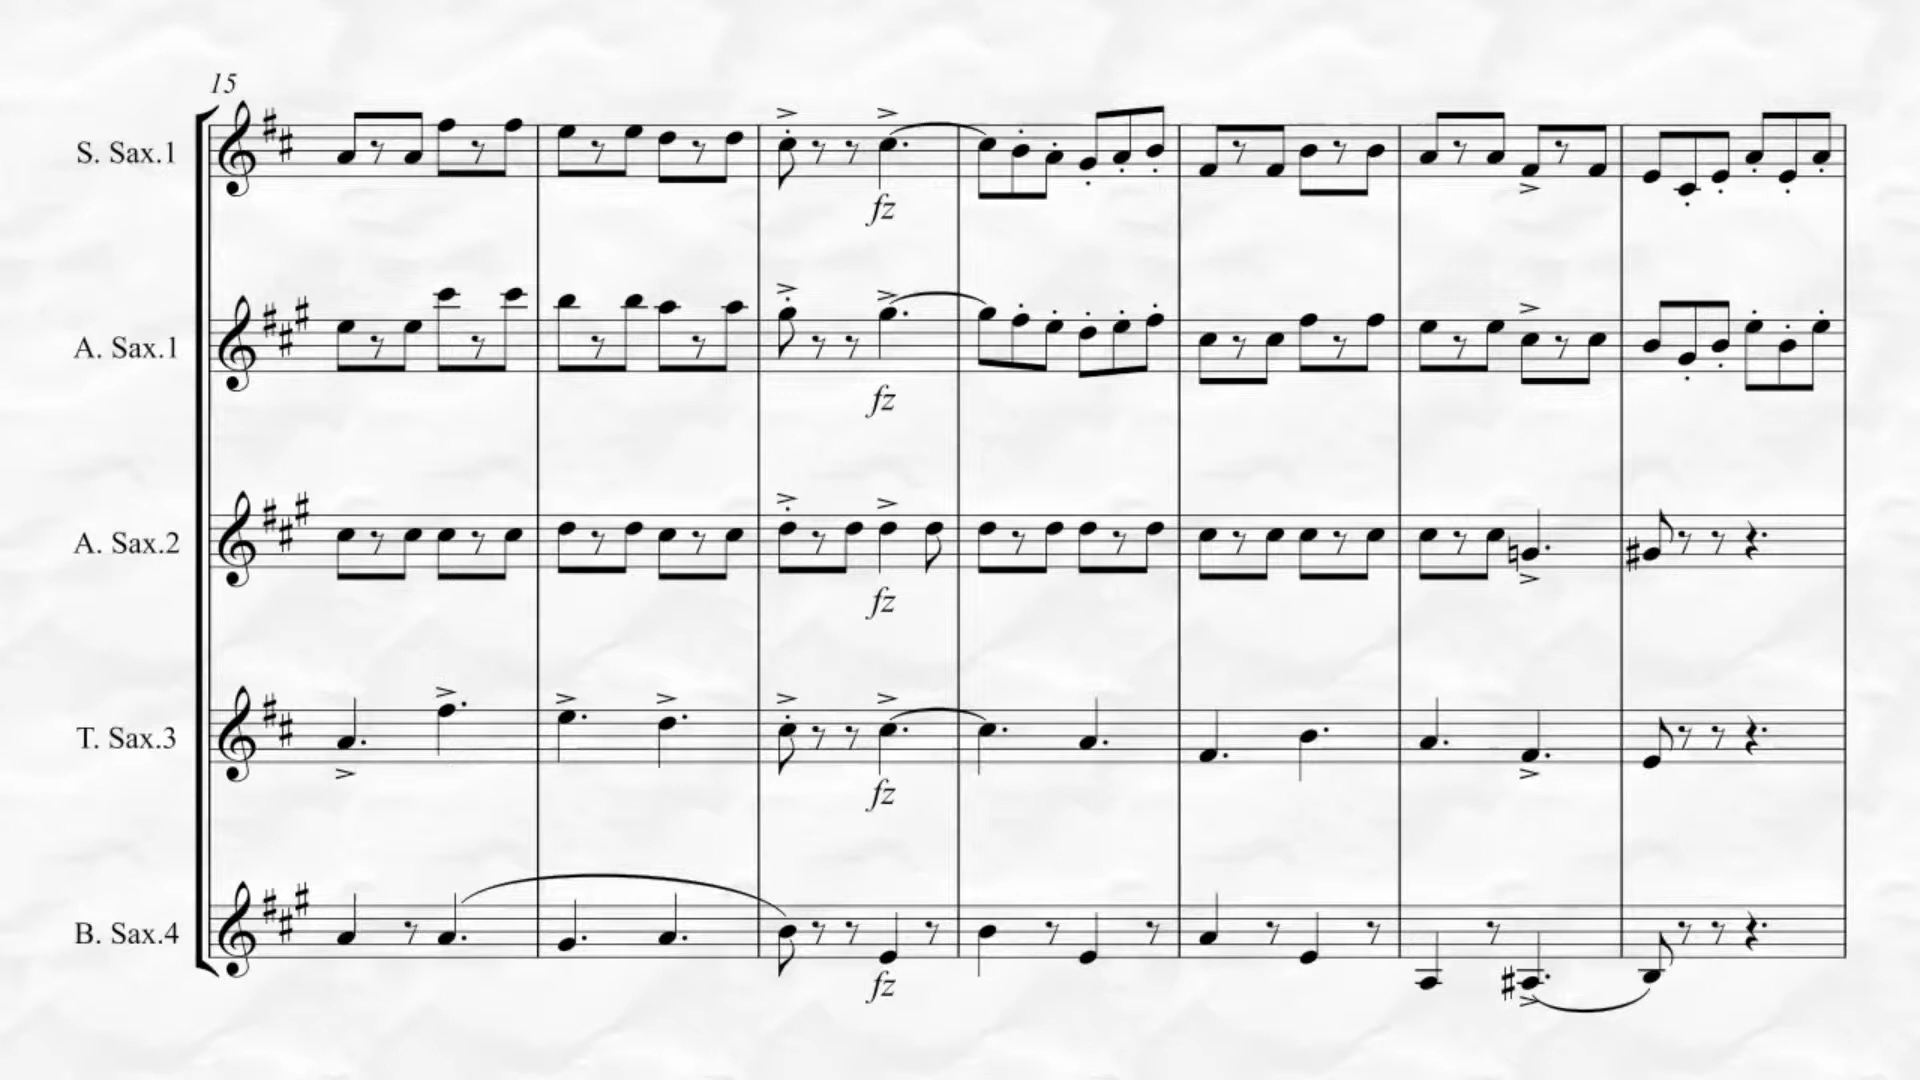 15
S. Sax.1
fz
A. Sax.1
fz
A. Sax.2
fz
T. Sax.3
fz
B. Sax.4
fz